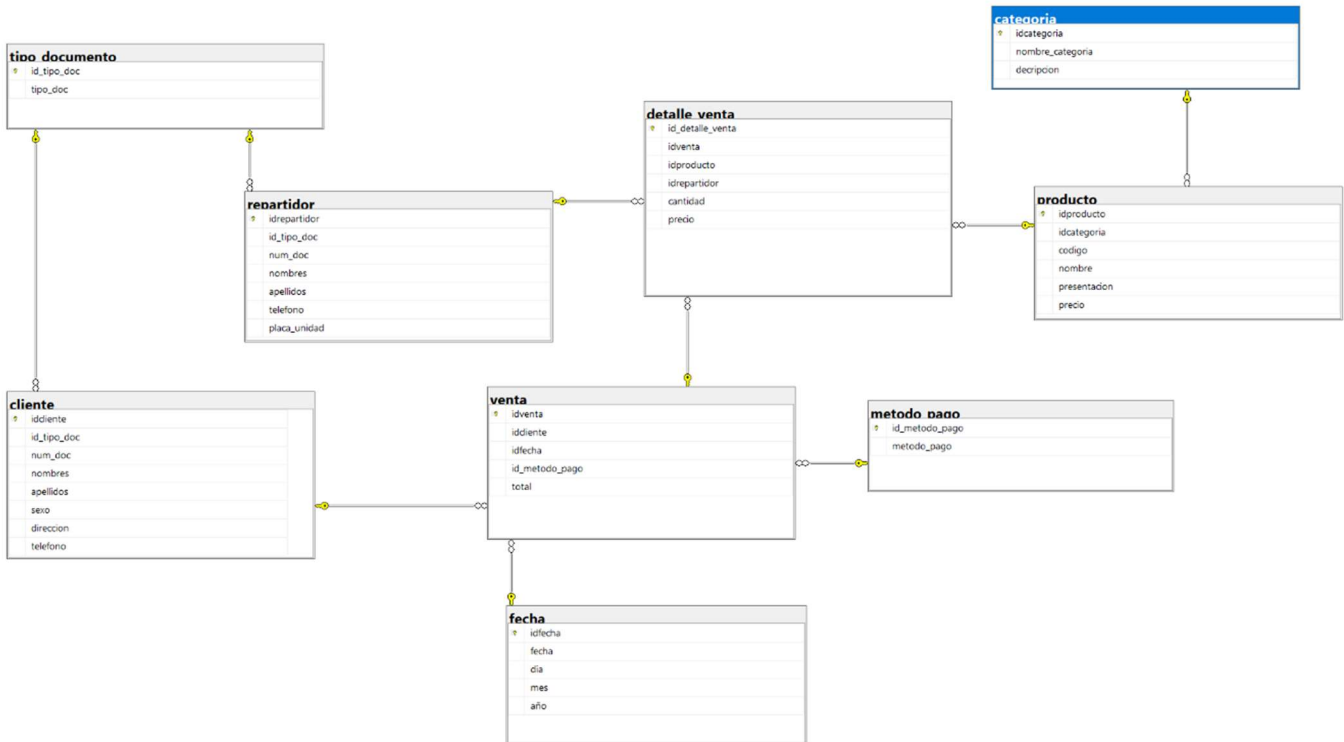 categoria
idcategoria
nombre_categoria
decripcion
tipo_documento
id_tipo_doc
tipo_doc
detalle_venta
id_detalle_venta
idventa
idproducto
idrepartidor
cantidad
precio
repartidor
idrepartidor
id_tipo_doc
num_doc
nombres
apellidos
telefono
placa_unidad
producto
idproducto
idcategoria
codigo
nombre
presentacion
precio
cliente
idcliente
id_tipo_doc
num_doc
nombres
apellidos
sexo
direccion
telefono
venta
idventa
idcliente
idfecha
id_metodo_pago
total
metodo_pago
id_metodo_pago
metodo_pago
fecha
idfecha
fecha
dia
mes
año